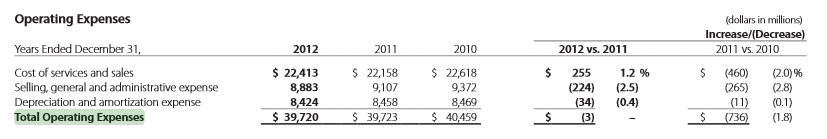 Operating Expenses
(dollars in millions)
Increase/(Decrease)
Years Ended December 31, 2012 2011 2010 2012 vs. 2011 2011 vs. 2010
Cost of services and sales $ 22,413 $ 22,158 $ 22,618 $ 255 1.2 % $ (460) (2.0)%
Selling, general and administrative expense 8,883 9,107 9,372 (224) (2.5) (265) (2.8)
Depreciation and amortization expense 8,424 8,458 8,469 (34) (0.4) (11) (0.1)
Total Operating Expenses $ 39,720 $ 39,723 $ 40,459 $ (3) – $ (736) (1.8)